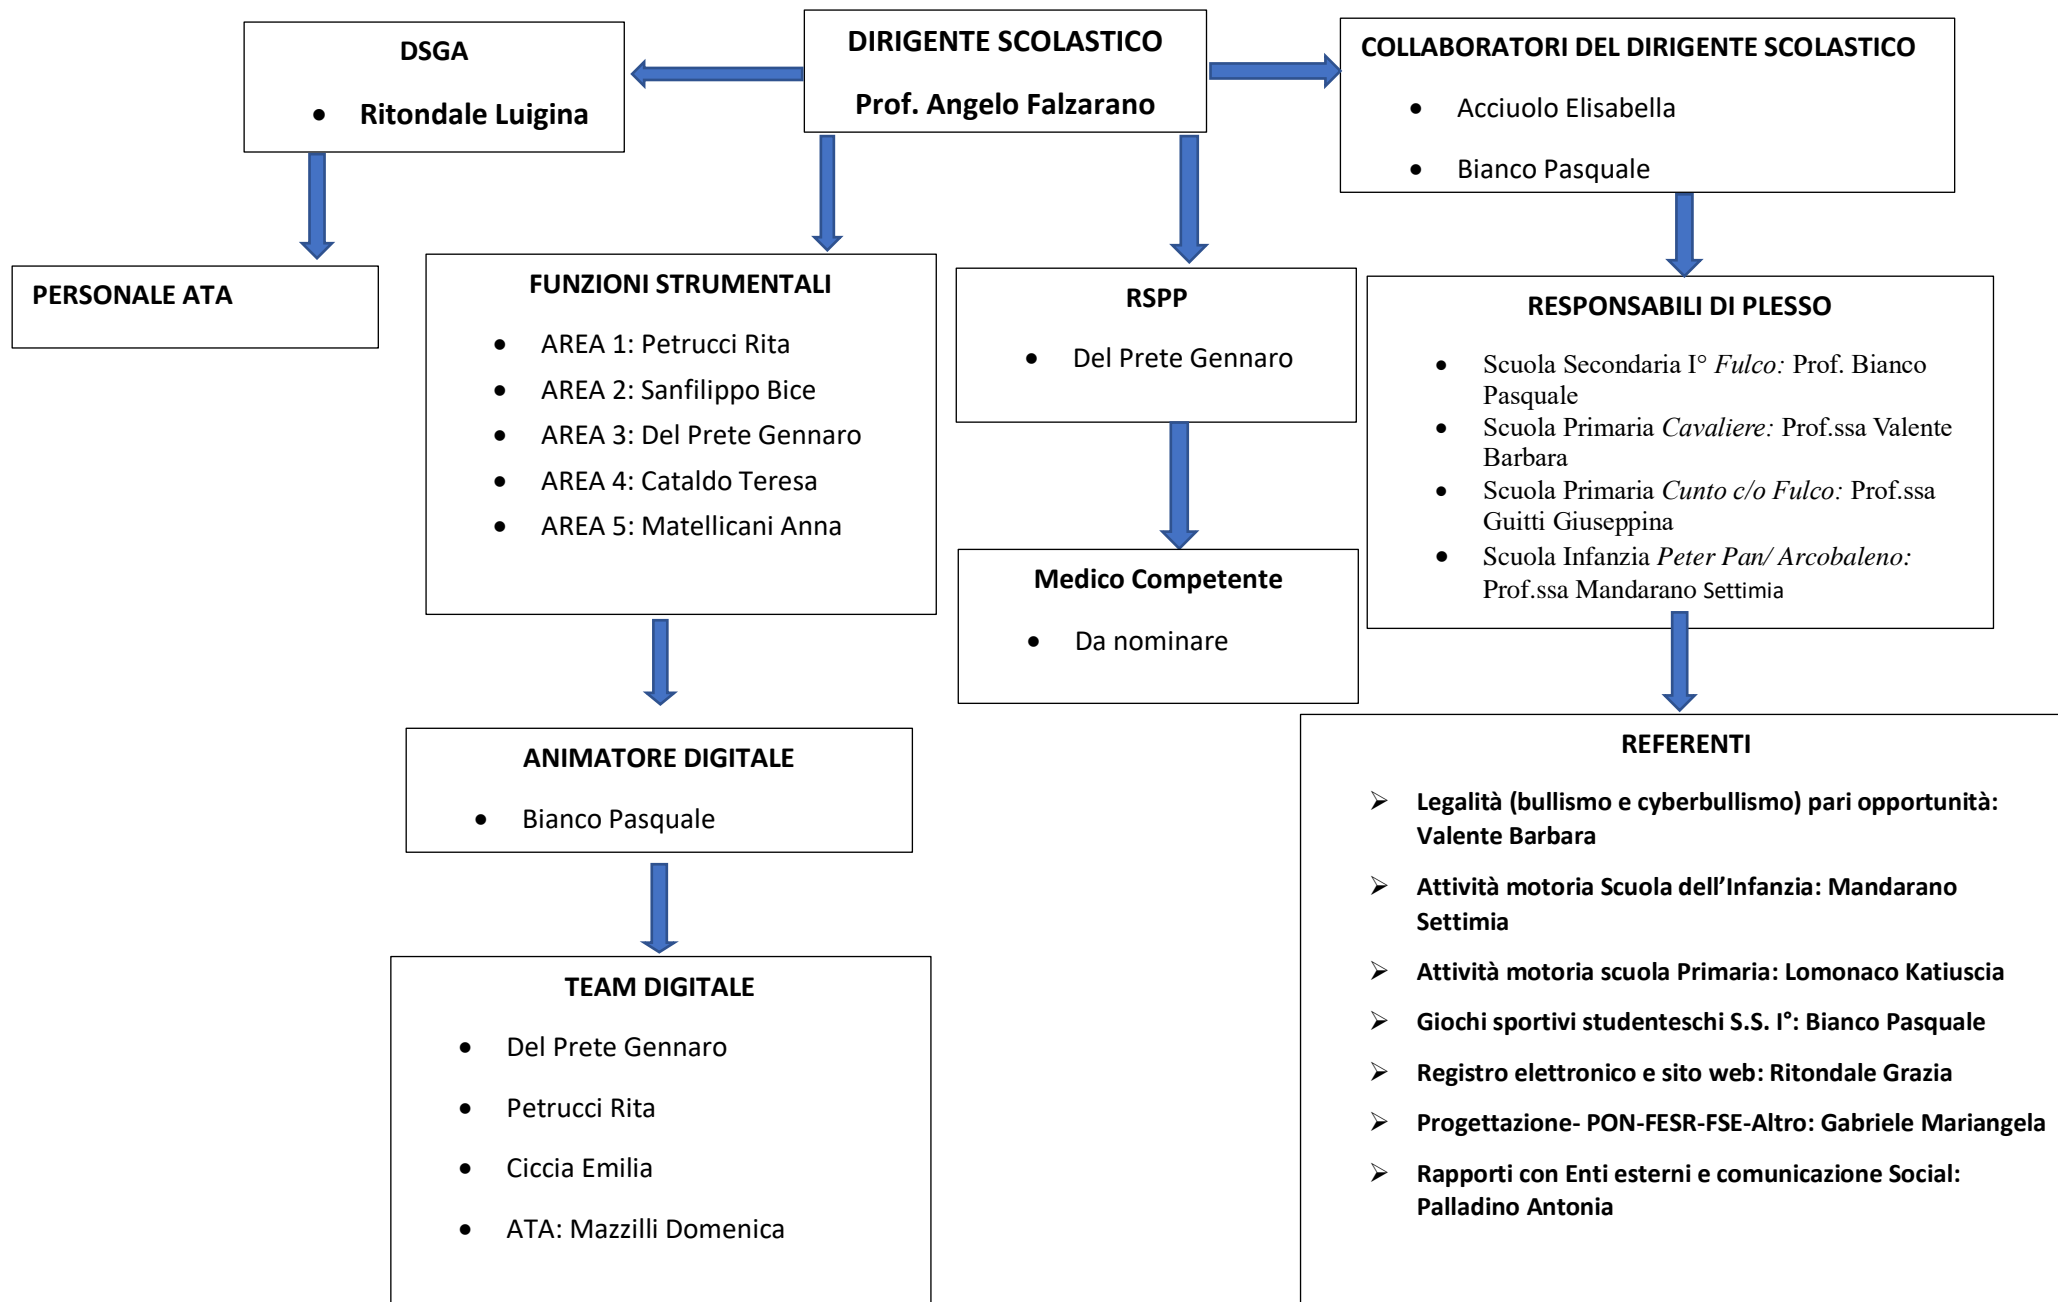 DSGA
• Ritondale Luigina
DIRIGENTE SCOLASTICO
Prof. Angelo Falzarano
COLLABORATORI DEL DIRIGENTE SCOLASTICO
• Acciuolo Elisabella
• Bianco Pasquale
PERSONALE ATA
FUNZIONI STRUMENTALI
• AREA 1: Petrucci Rita
• AREA 2: Sanfilippo Bice
• AREA 3: Del Prete Gennaro
• AREA 4: Cataldo Teresa
• AREA 5: Matellicani Anna
RSPP
• Del Prete Gennaro
RESPONSABILI DI PLESSO
• Scuola Secondaria I° Fulco: Prof. Bianco
Pasquale
• Scuola Primaria Cavaliere: Prof.ssa Valente
Barbara
• Scuola Primaria Cunto c/o Fulco: Prof.ssa
Guitti Giuseppina
• Scuola Infanzia Peter Pan/ Arcobaleno:
Prof.ssa Mandarano Settimia
Medico Competente
• Da nominare
ANIMATORE DIGITALE
• Bianco Pasquale
TEAM DIGITALE
• Del Prete Gennaro
• Petrucci Rita
• Ciccia Emilia
• ATA: Mazzilli Domenica
REFERENTI
➢ Legalità (bullismo e cyberbullismo) pari opportunità:
Valente Barbara
➢ Attività motoria Scuola dell’Infanzia: Mandarano
Settimia
➢ Attività motoria scuola Primaria: Lomonaco Katiuscia
➢ Giochi sportivi studenteschi S.S. I°: Bianco Pasquale
➢ Registro elettronico e sito web: Ritondale Grazia
➢ Progettazione- PON-FESR-FSE-Altro: Gabriele Mariangela
➢ Rapporti con Enti esterni e comunicazione Social:
Palladino Antonia